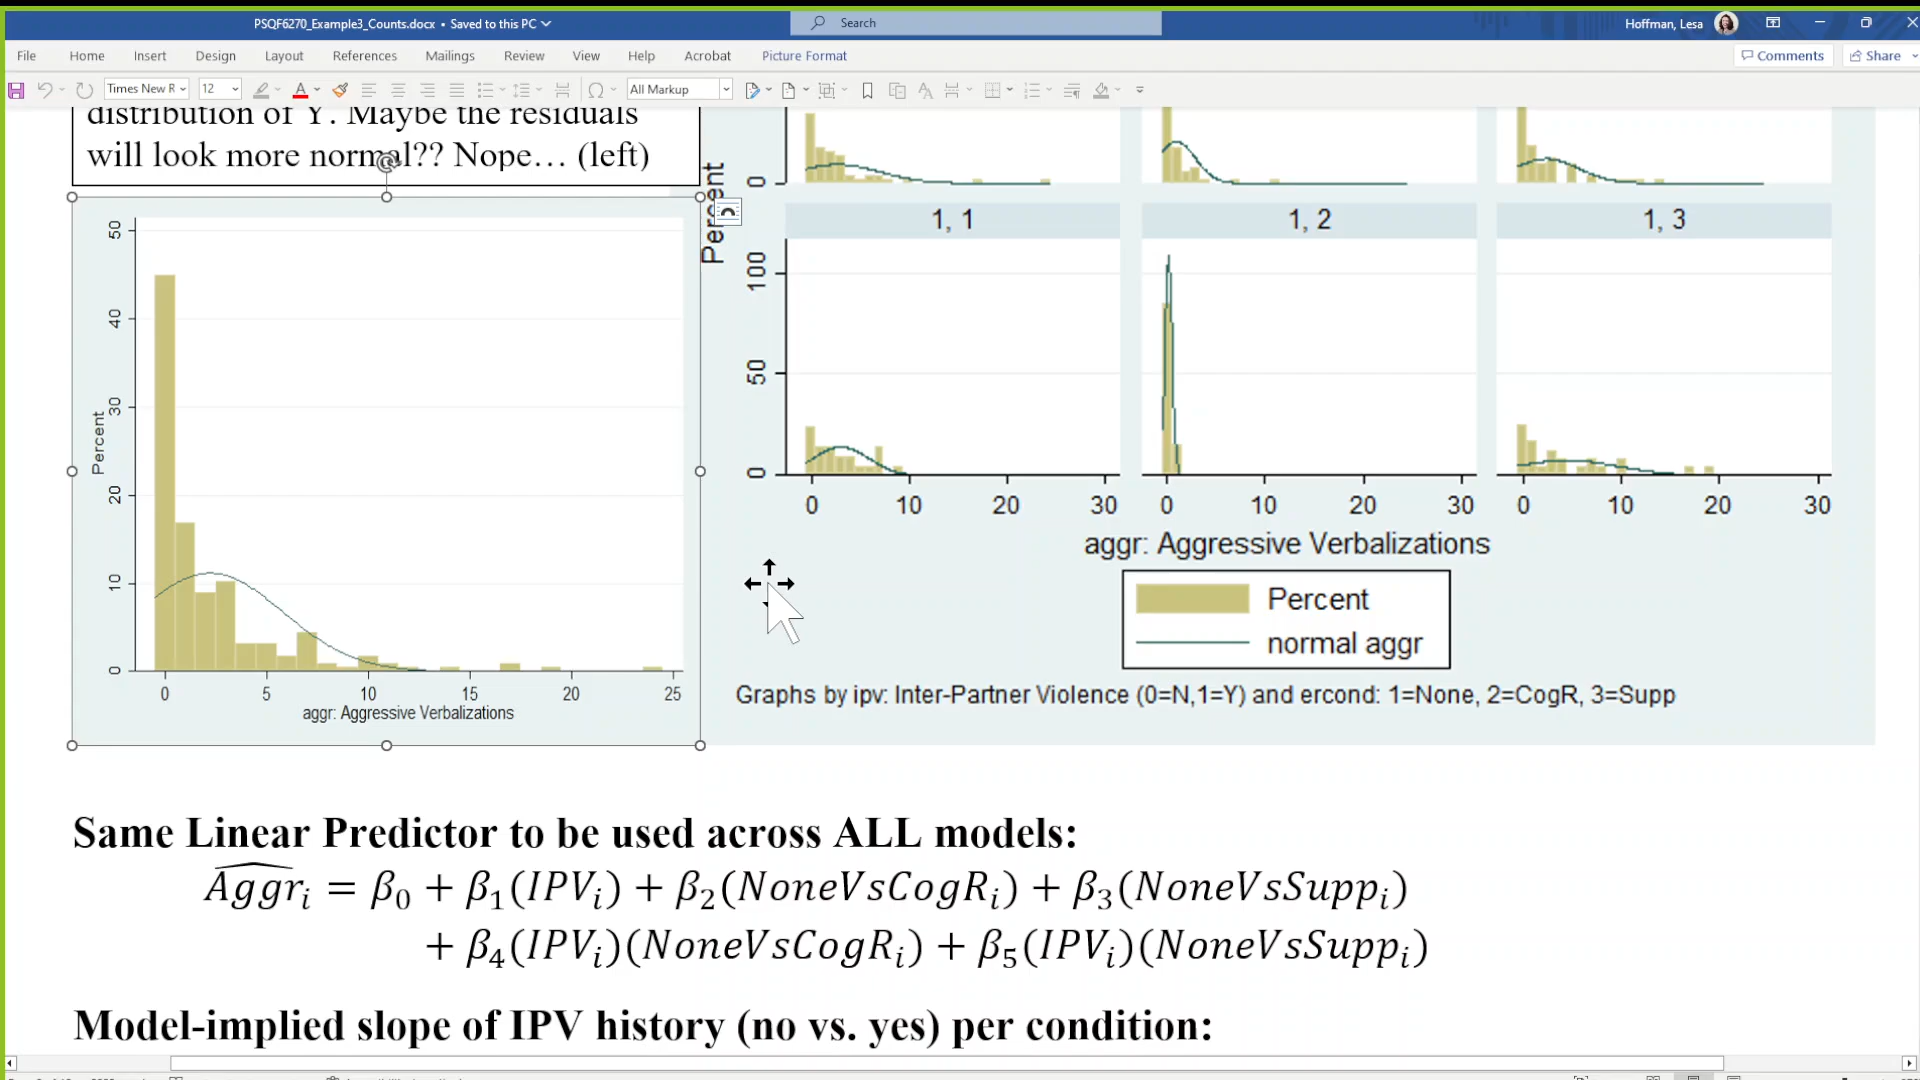 PSQF6270_Example3_Counts.docx • Saved to this PC
Search
Hoffman, Lesa
File Home Insert Design Layout References Mailings Review View Help Acrobat Picture Format
Comments Share
Times New R 12 All Markup
distribution of Y. Maybe the residuals
will look more normal?? Nope… (left)
50
40
30
20
10
0
Percent
0 5 10 15 20 25
aggr: Aggressive Verbalizations
Percent
0
1, 1 1, 2 1, 3
100
50
0
0 10 20 30 0 10 20 30 0 10 20 30
aggr: Aggressive Verbalizations
Percent
normal aggr
Graphs by ipv: Inter-Partner Violence (0=N,1=Y) and ercond: 1=None, 2=CogR, 3=Supp
Same Linear Predictor to be used across ALL models:
\widehat{Aggr}_i = β₀ + β₁(IPVᵢ) + β₂(NoneVsCogRᵢ) + β₃(NoneVsSuppᵢ)
+ β₄(IPVᵢ)(NoneVsCogRᵢ) + β₅(IPVᵢ)(NoneVsSuppᵢ)
Model-implied slope of IPV history (no vs. yes) per condition: